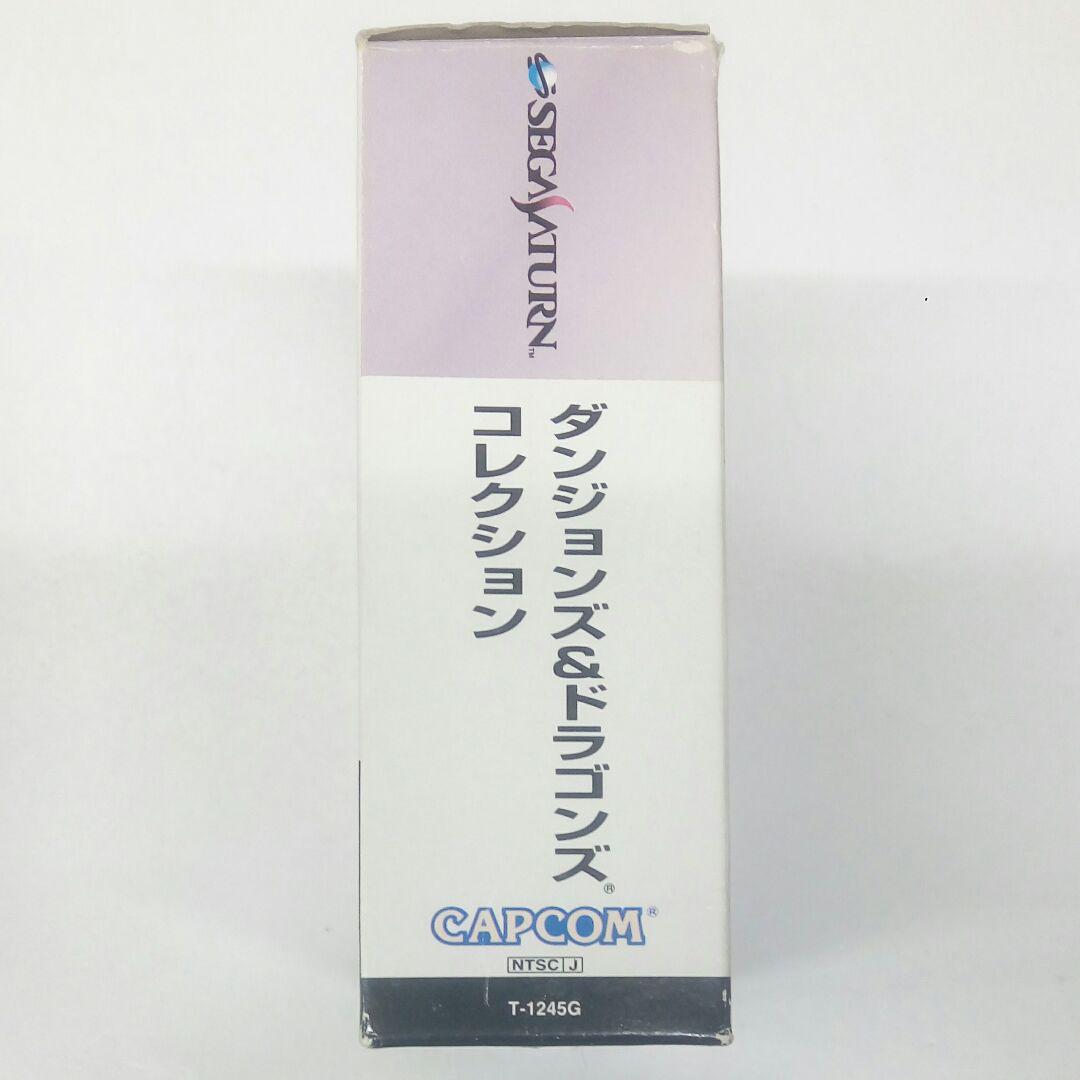 SEGA SATURN™
ダンジョンズ&ドラゴンズ®
コレクション
CAPCOM®
NTSC J
T-1245G